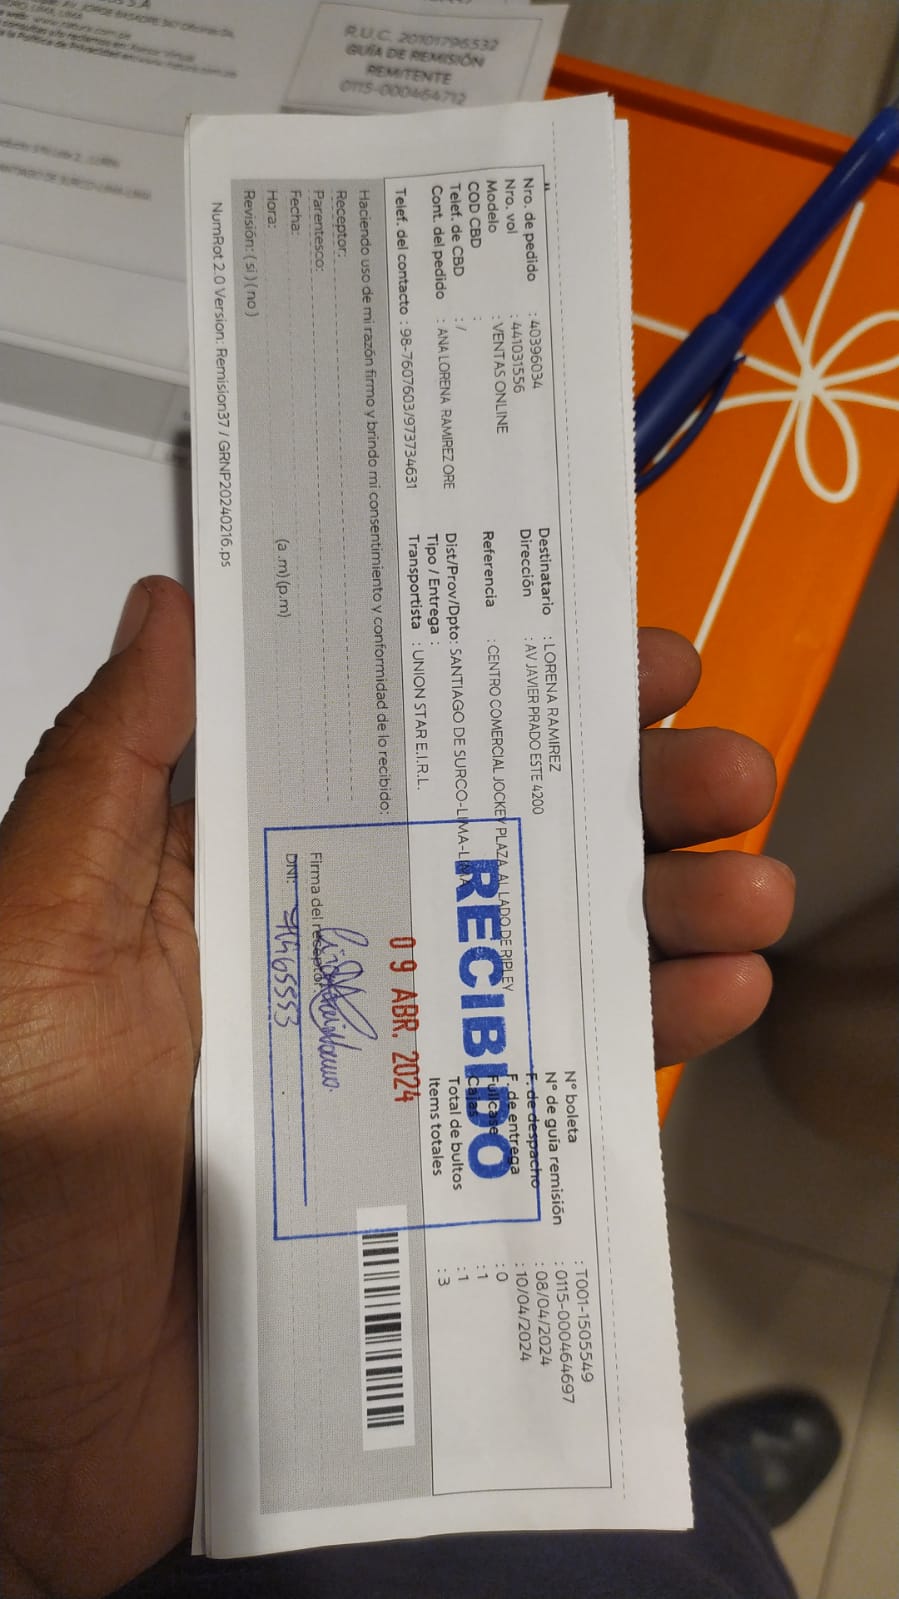 R.U.C. 20101796532
GUÍA DE REMISIÓN
REMITENTE
0115-000464712
Nro. de pedido : 40396034
Nro. vol : 441031556
Modelo : VENTAS ONLINE
COD CBD :
Telef. de CBD : /
Cont. del pedido : ANA LORENA RAMIREZ ORE
Telef. del contacto : 98-7607603/973734631
Destinatario : LORENA RAMIREZ
Dirección : AV JAVIER PRADO ESTE 4200
Referencia : CENTRO COMERCIAL JOCKEY PLAZA AL LADO DE RIPLEY
Dist/Prov/Dpto: SANTIAGO DE SURCO-LIMA-LIMA
Tipo / Entrega :
Transportista : UNION STAR E.I.R.L.
N° boleta : T001-1505549
N° de guía remisión : 0115-000464697
F. de despacho : 08/04/2024
F. de entrega : 10/04/2024
Fullcase : 0
Cajas : 1
Total de bultos : 1
Items totales : 3
RECIBIDO
09 ABR. 2024
Haciendo uso de mi razón firmo y brindo mi consentimiento y conformidad de lo recibido:
Receptor:
Parentesco:
Fecha:
Hora: (a .m) (p.m)
Revisión: ( si ) ( no )
Firma del receptor
DNI:
NumRot 2.0 Version: Remision37 / GRNP20240216.ps